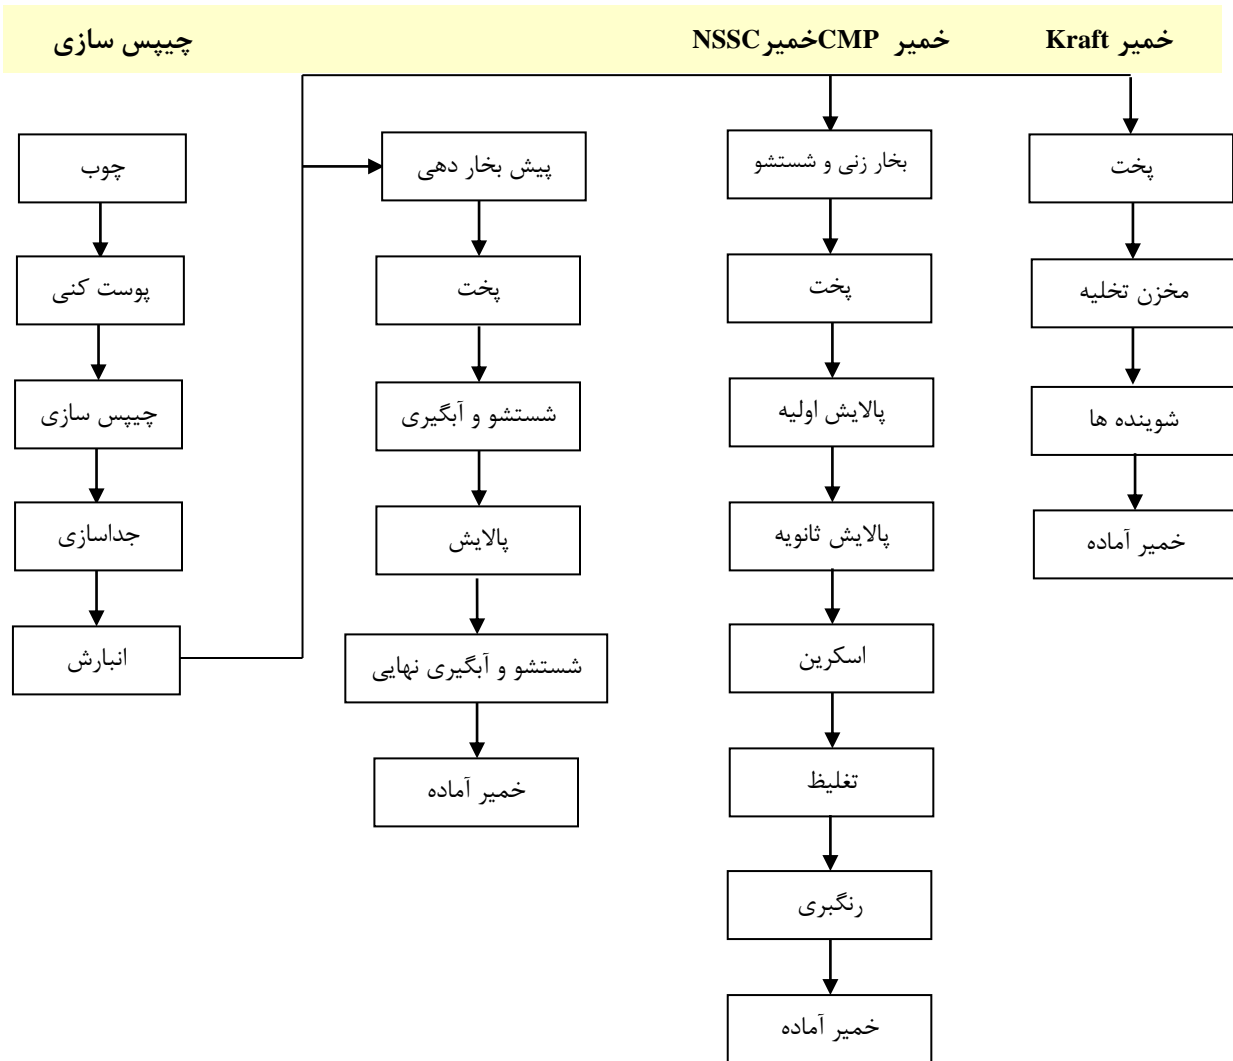 چیپس سازی
خمیر NSSC
خمیر CMP
خمیر Kraft
چوب
پوست کنی
چیپس سازی
جداسازی
انبارش
پیش بخار دهی
پخت
شستشو و آبگیری
پالایش
شستشو و آبگیری نهایی
خمیر آماده
بخار زنی و شستشو
پخت
پالایش اولیه
پالایش ثانویه
اسکرین
تغلیظ
رنگبری
خمیر آماده
پخت
مخزن تخلیه
شوینده ها
خمیر آماده